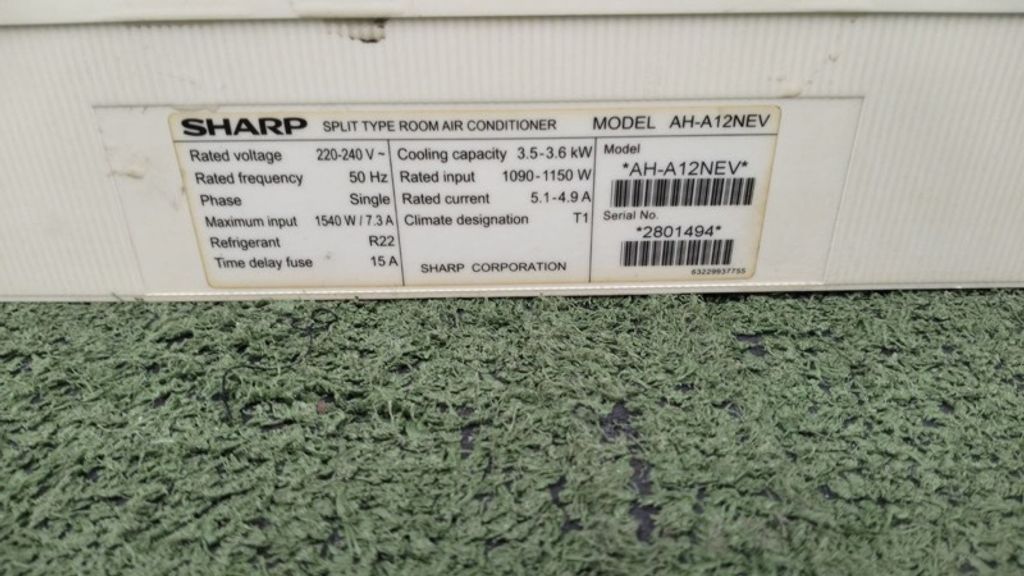 SHARP SPLIT TYPE ROOM AIR CONDITIONER MODEL AH-A12NEV
Rated voltage 220-240 V ~
Rated frequency 50 Hz
Phase Single
Maximum input 1540 W / 7.3 A
Refrigerant R22
Time delay fuse 15 A
Cooling capacity 3.5-3.6 kW
Rated input 1090-1150 W
Rated current 5.1-4.9 A
Climate designation T1
SHARP CORPORATION
Model
*AH-A12NEV*
Serial No.
*2801494*
63229937755